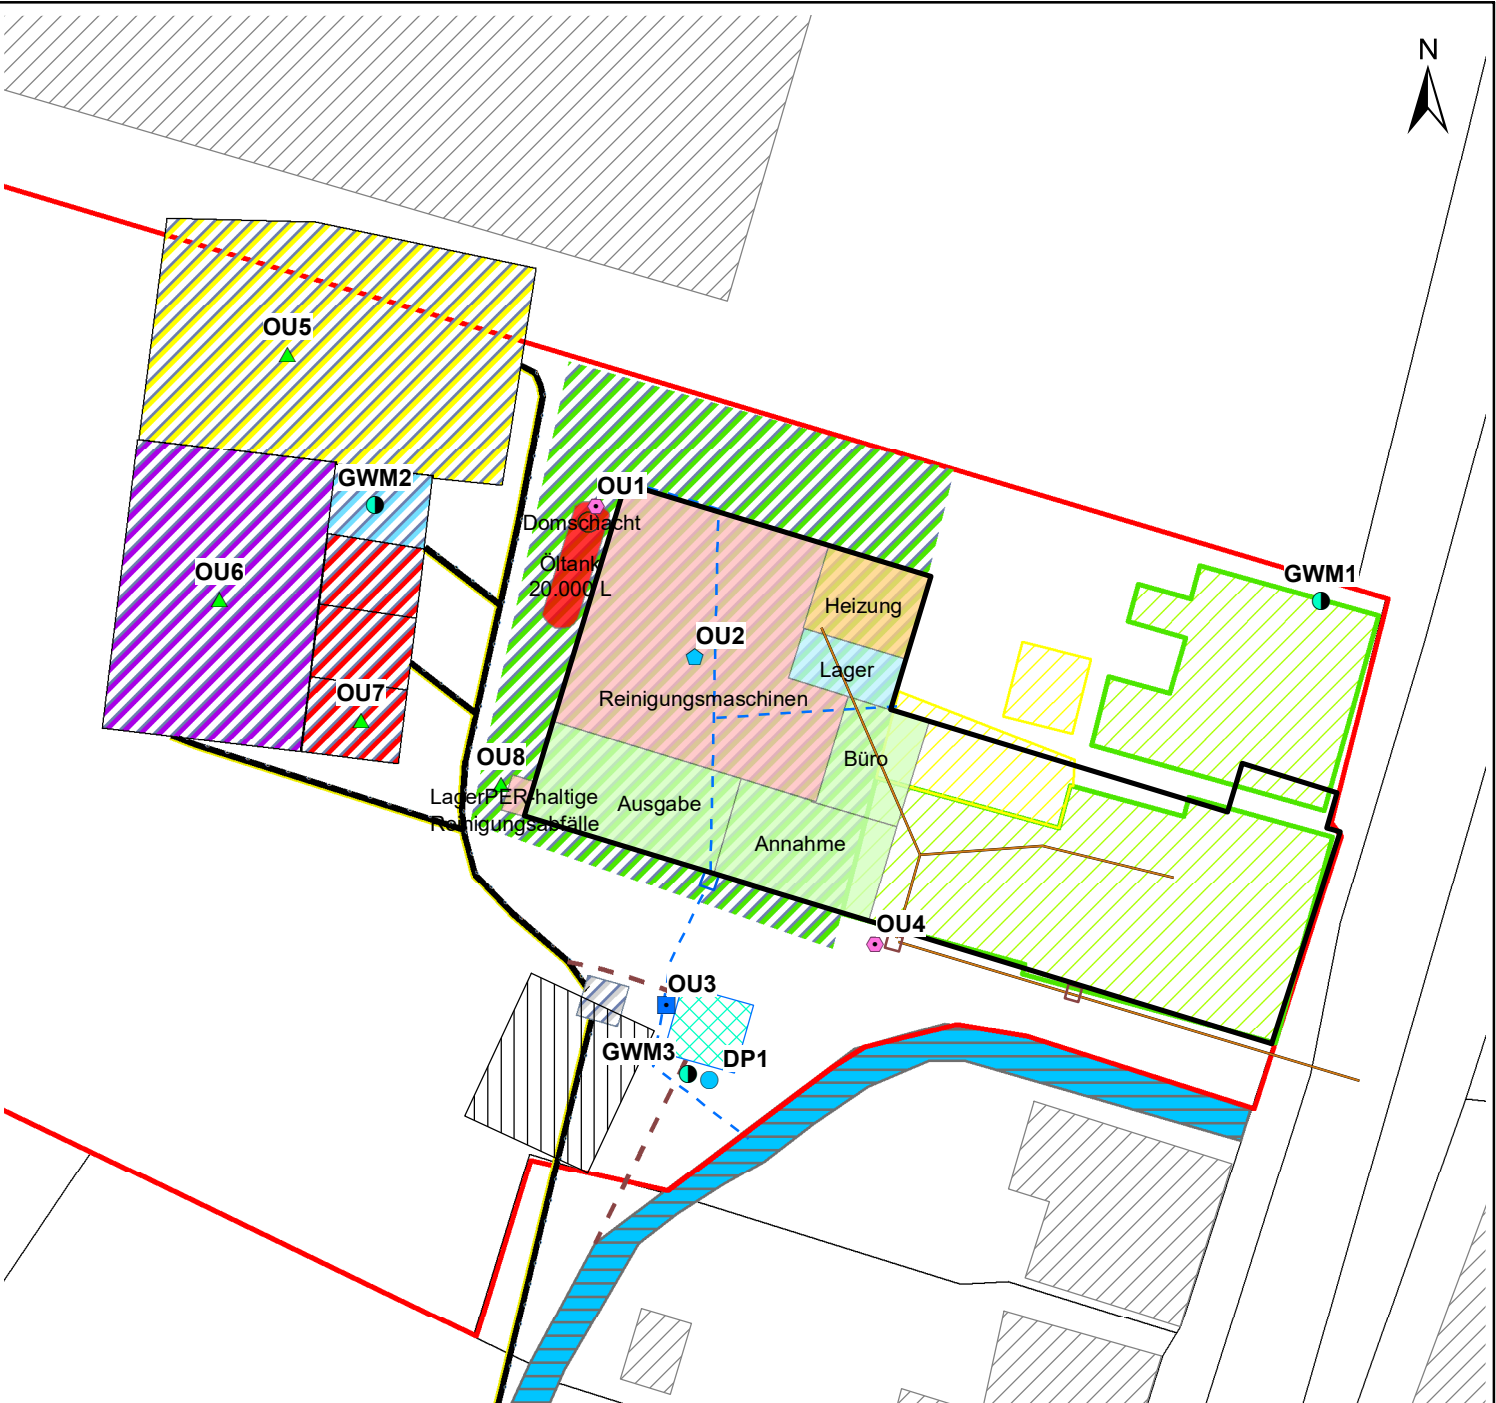 N
OU5
GWM2
OU1
Domschacht
Öltank
20.000 L
OU6
GWM1
Heizung
OU2
Lager
Reinigungsmaschinen
OU7
OU8
Büro
LagerPER-haltige
Reinigungsabfälle
Ausgabe
Annahme
OU4
OU3
GWM3
DP1